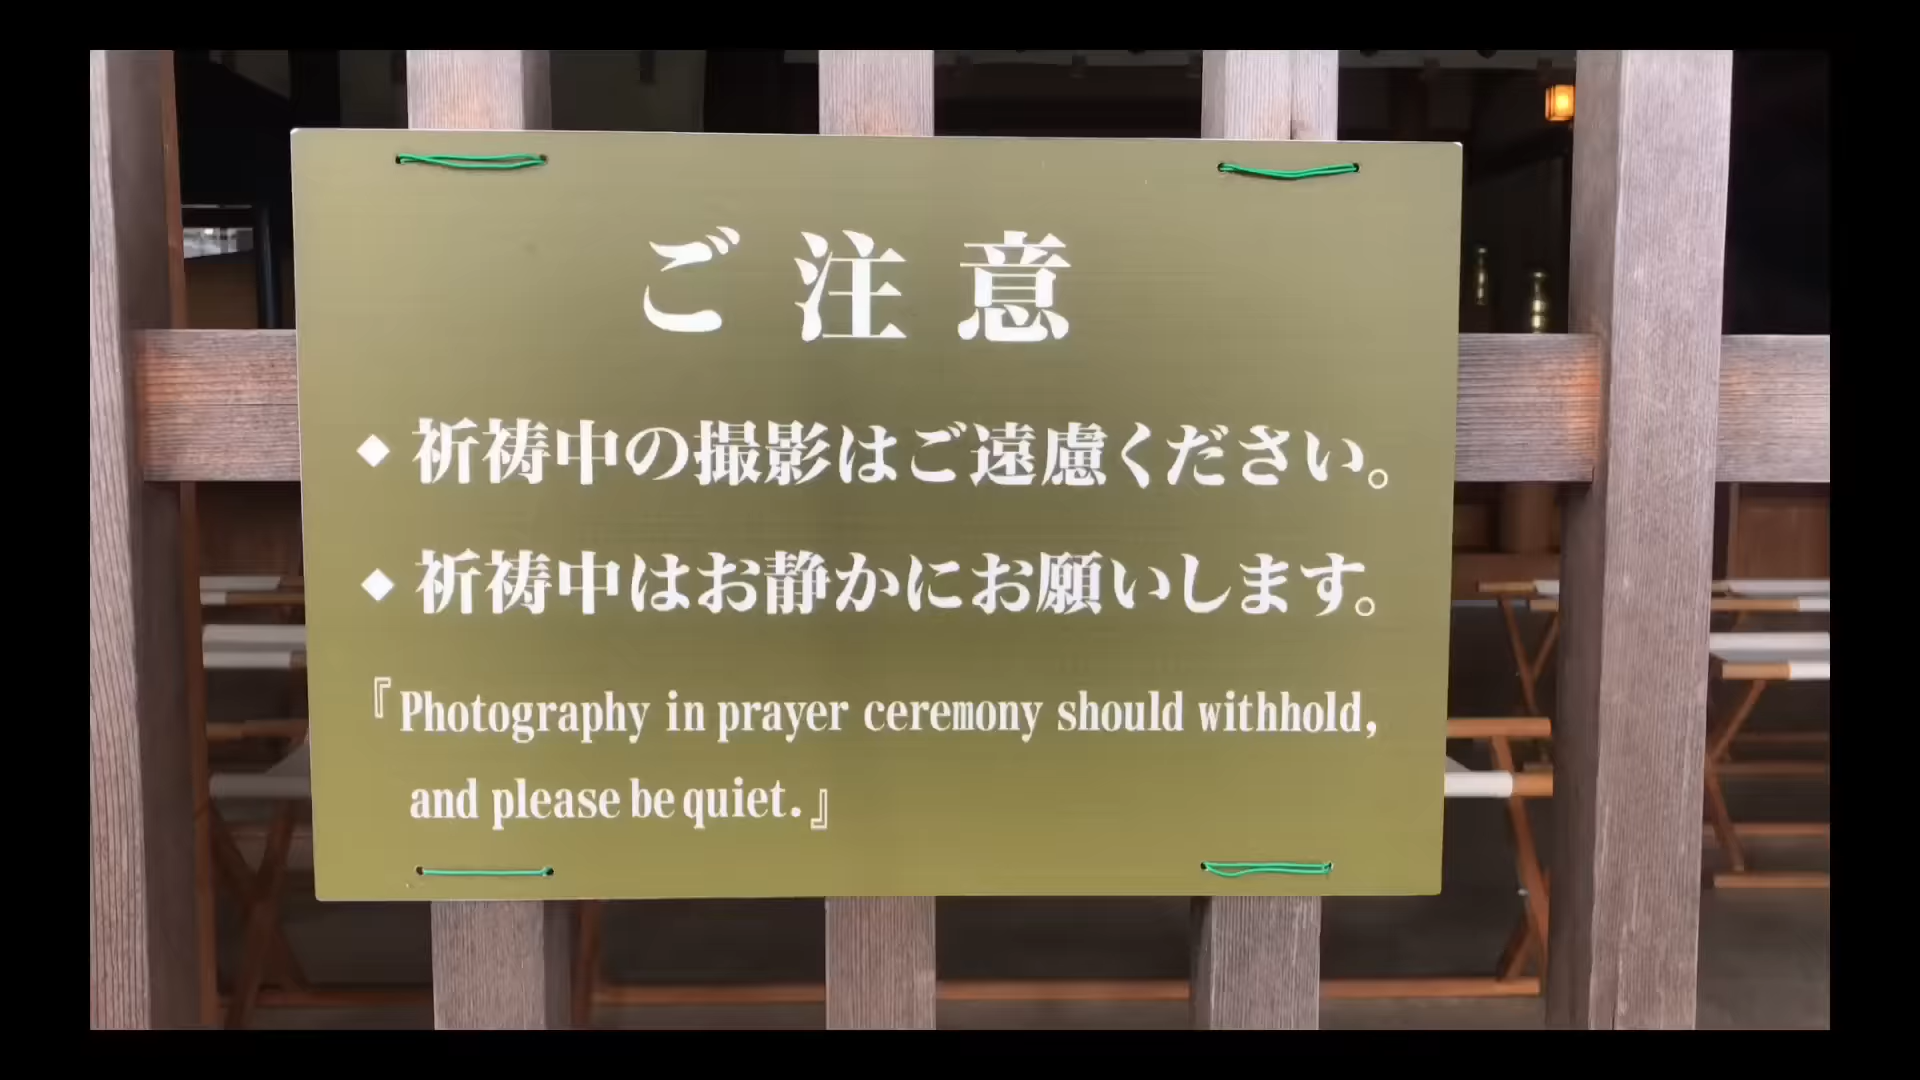 ご注意
◆ 祈祷中の撮影はご遠慮ください。
◆ 祈祷中はお静かにお願いします。
『Photography in prayer ceremony should withhold,
and please be quiet.』